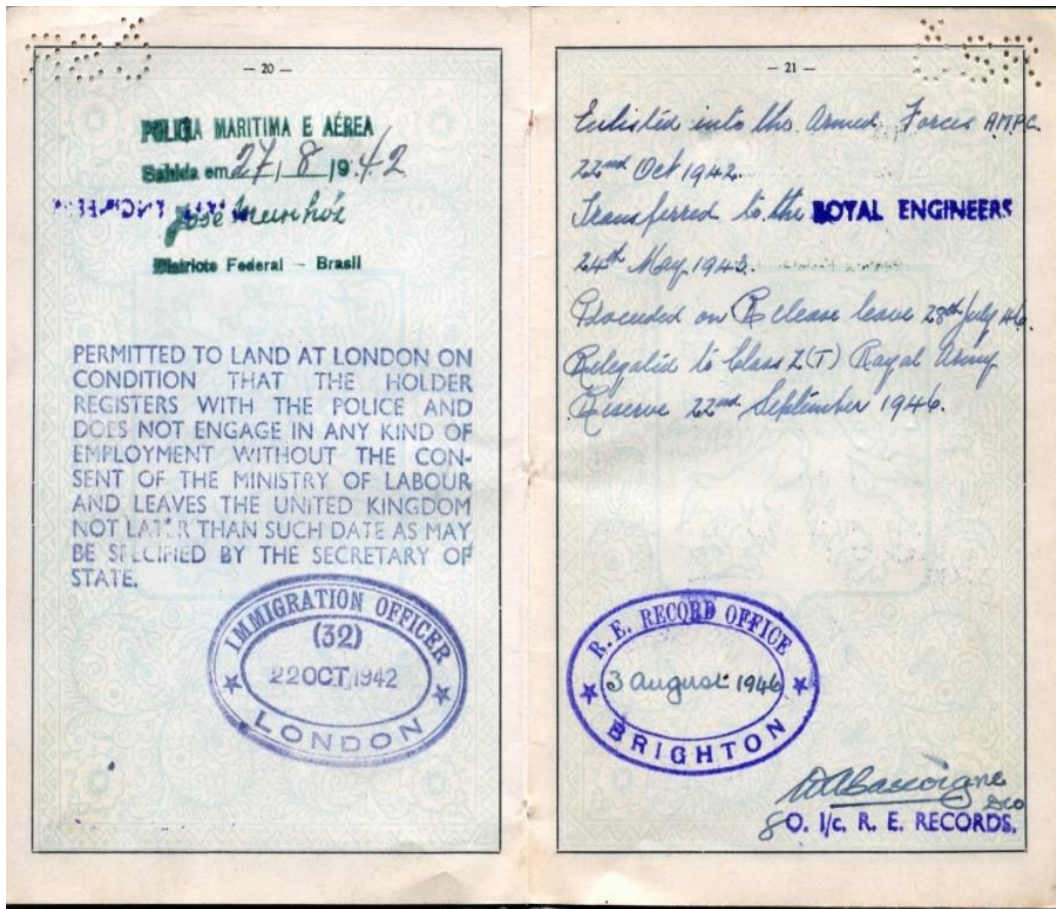 — 20 —
POLICIA MARITIMA E AÉREA
Sahida em 27/8/19.42
José
Districto Federal – Brasil
PERMITTED TO LAND AT LONDON ON
CONDITION THAT THE HOLDER
REGISTERS WITH THE POLICE AND
DOES NOT ENGAGE IN ANY KIND OF
EMPLOYMENT WITHOUT THE CON-
SENT OF THE MINISTRY OF LABOUR
AND LEAVES THE UNITED KINGDOM
NOT LATER THAN SUCH DATE AS MAY
BE SPECIFIED BY THE SECRETARY OF
STATE.
IMMIGRATION OFFICER
(32)
22 OCT 1942
LONDON
— 21 —
Enlisted into the Armed Forces A.M.P.C.
22nd Oct 1942.
Transferred to the ROYAL ENGINEERS
24th May 1943.
Proceeded on Release leave 28th July 46.
Relegated to Class Z(T) Royal Army
Reserve 22nd September 1946.
R. E. RECORD OFFICE
3 August 1946
BRIGHTON
O. I/c. R. E. RECORDS.